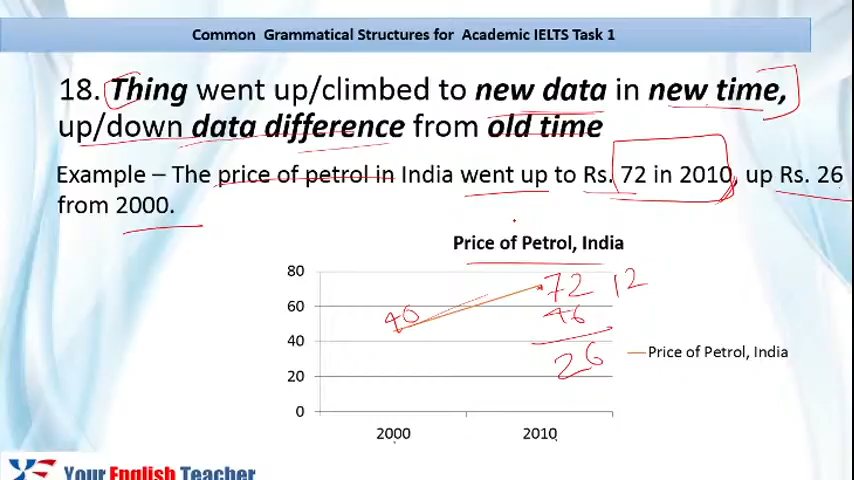 Common Grammatical Structures for Academic IELTS Task 1
18. Thing went up/climbed to new data in new time,
up/down data difference from old time
Example – The price of petrol in India went up to Rs. 72 in 2010, up Rs. 26
from 2000.
Price of Petrol, India
80
60
40
20
0
2000
2010
Price of Petrol, India
72 12
46
26
Your English Teacher